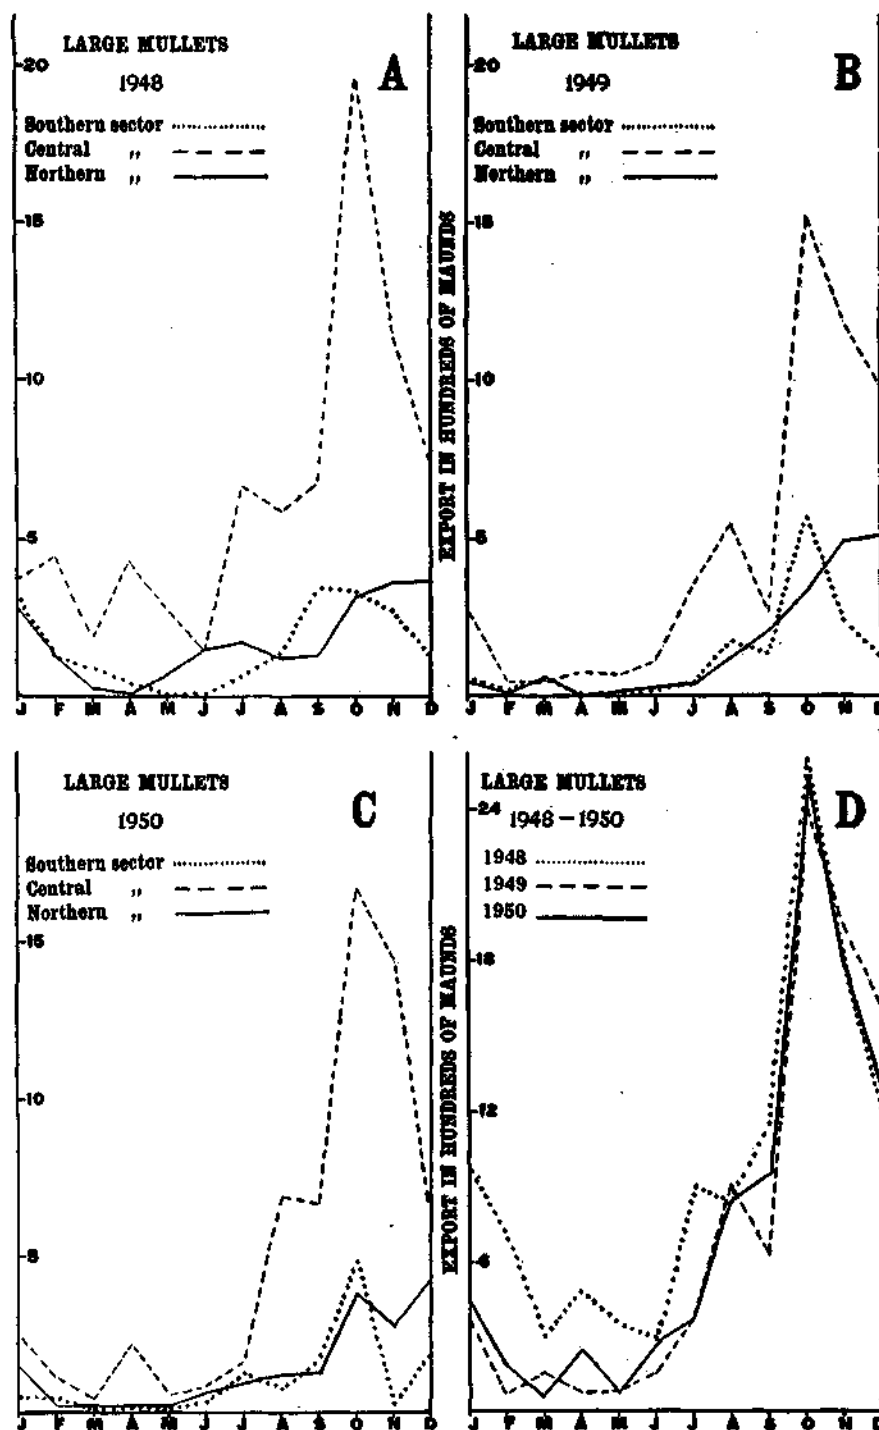 LARGE MULLETS
1948
A
Southern sector
Central „
Northern „
20
15
10
5
J F M A M J J A S O N D
EXPORT IN HUNDREDS OF MAUNDS
LARGE MULLETS
1949
B
Southern sector
Central „
Northern „
20
15
10
5
J F M A M J J A S O N D
LARGE MULLETS
1950
C
Southern sector
Central „
Northern „
15
10
5
J F M A M J J A S O N D
EXPORT IN HUNDREDS OF MAUNDS
LARGE MULLETS
1948 – 1950
D
1948
1949
1950
24
18
12
6
J F M A M J J A S O N D